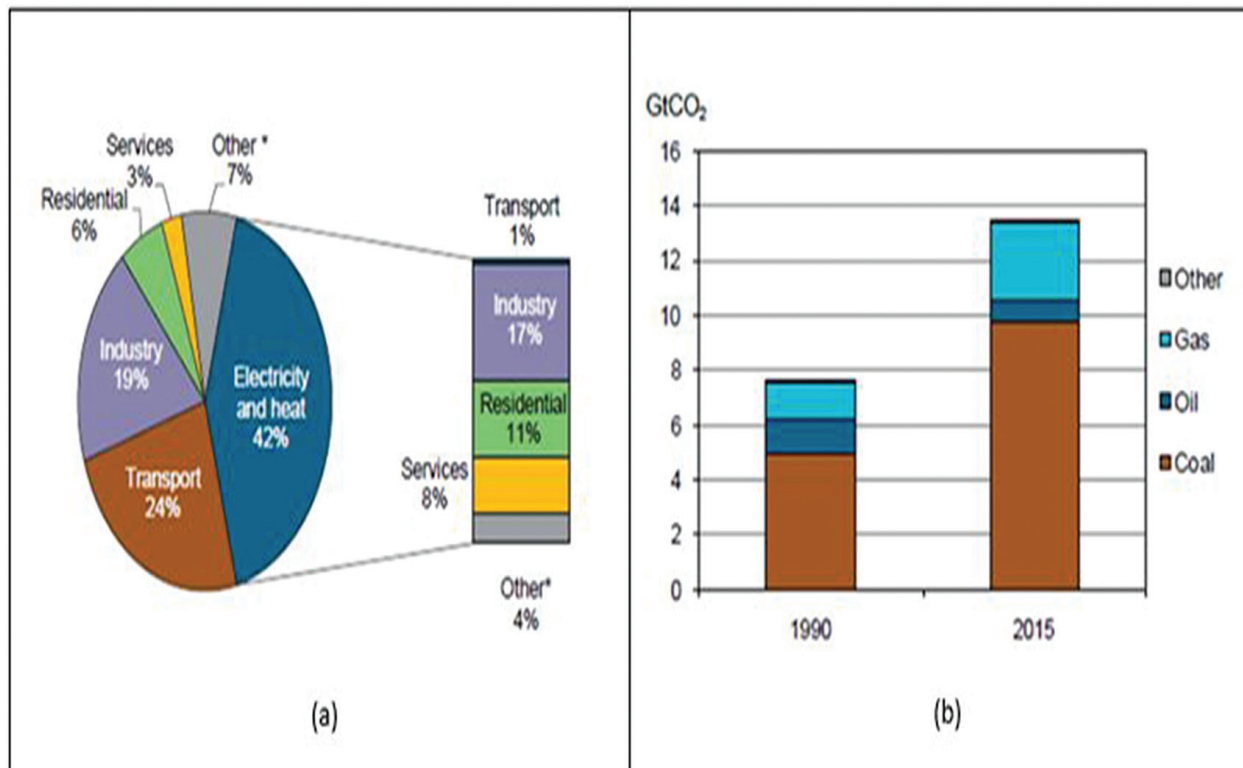 Services
3%
Other *
7%
Residential
6%
Industry
19%
Electricity
and heat
42%
Transport
24%
Transport
1%
Industry
17%
Residential
11%
Services
8%
Other*
4%
(a)
GtCO₂
16
14
12
10
8
6
4
2
0
1990
2015
Other
Gas
Oil
Coal
(b)